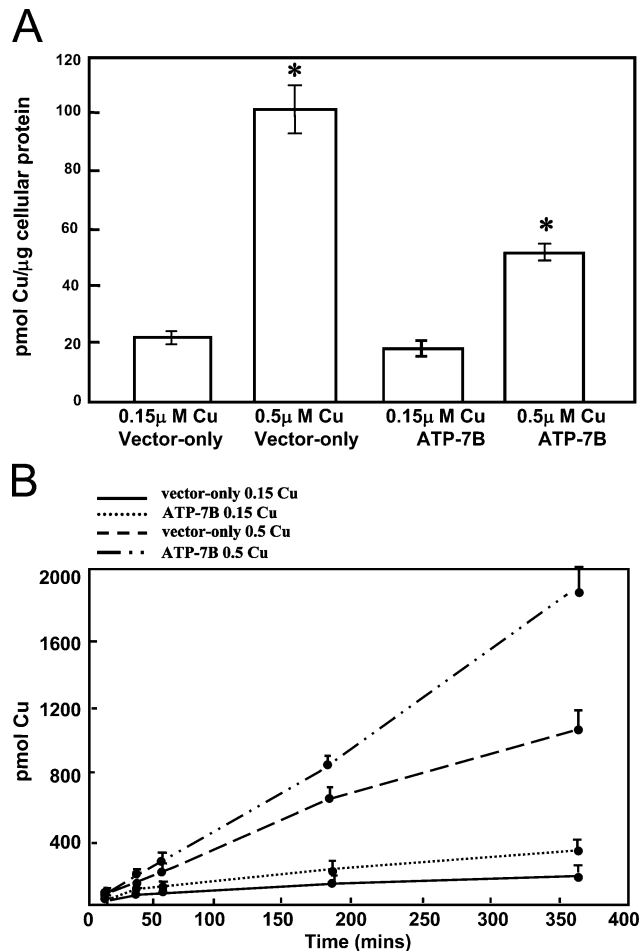 A
120
100
80
60
40
20
0
pmol Cu/μg cellular protein
*
*
0.15μ M Cu 0.5μ M Cu 0.15μ M Cu 0.5μ M Cu
Vector-only Vector-only ATP-7B ATP-7B
B
vector-only 0.15 Cu
ATP-7B 0.15 Cu
vector-only 0.5 Cu
ATP-7B 0.5 Cu
2000
1600
1200
800
400
pmol Cu
0 50 100 150 200 250 300 350 400
Time (mins)